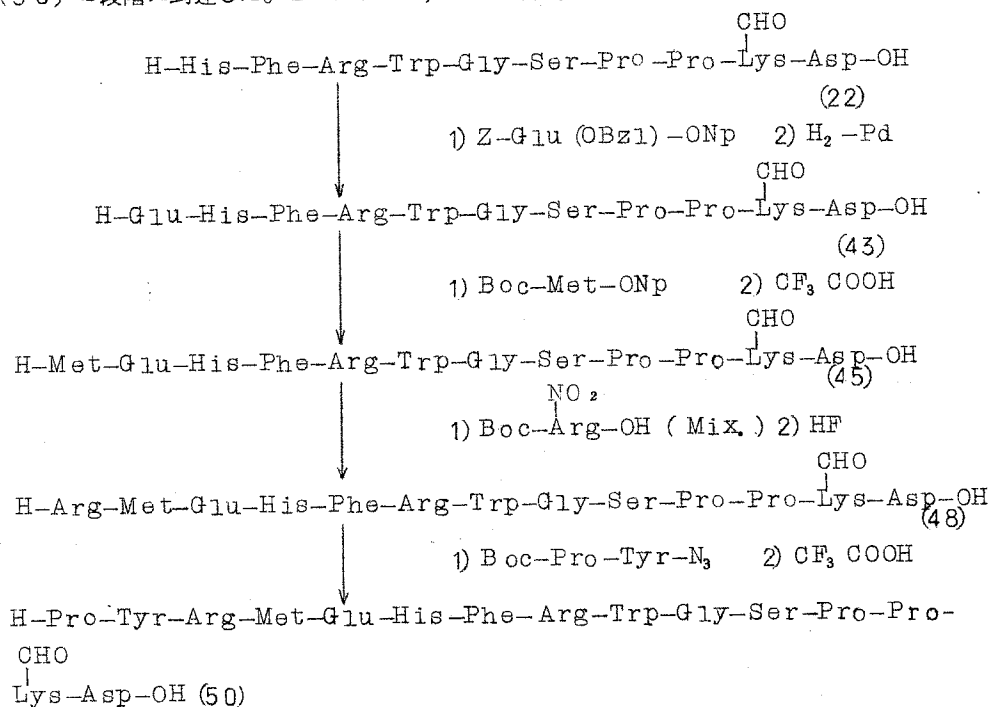 CHO
H–His–Phe–Arg–Trp–Gly–Ser–Pro–Pro–Lys–Asp–OH
(22)
1) Z–Glu (OBzl) –ONp 2) H₂ –Pd
CHO
H–Glu–His–Phe–Arg–Trp–Gly–Ser–Pro–Pro–Lys–Asp–OH
(43)
1) Boc–Met–ONp 2) CF₃ COOH
CHO
H–Met–Glu–His–Phe–Arg–Trp–Gly–Ser–Pro–Pro–Lys–Asp–OH
(45)
NO₂
1) Boc–Arg–OH ( Mix. ) 2) HF
CHO
H–Arg–Met–Glu–His–Phe–Arg–Trp–Gly–Ser–Pro–Pro–Lys–Asp–OH
(48)
1) Boc–Pro–Tyr–N₃ 2) CF₃ COOH
H–Pro–Tyr–Arg–Met–Glu–His–Phe–Arg–Trp–Gly–Ser–Pro–Pro–
CHO
Lys–Asp–OH (50)